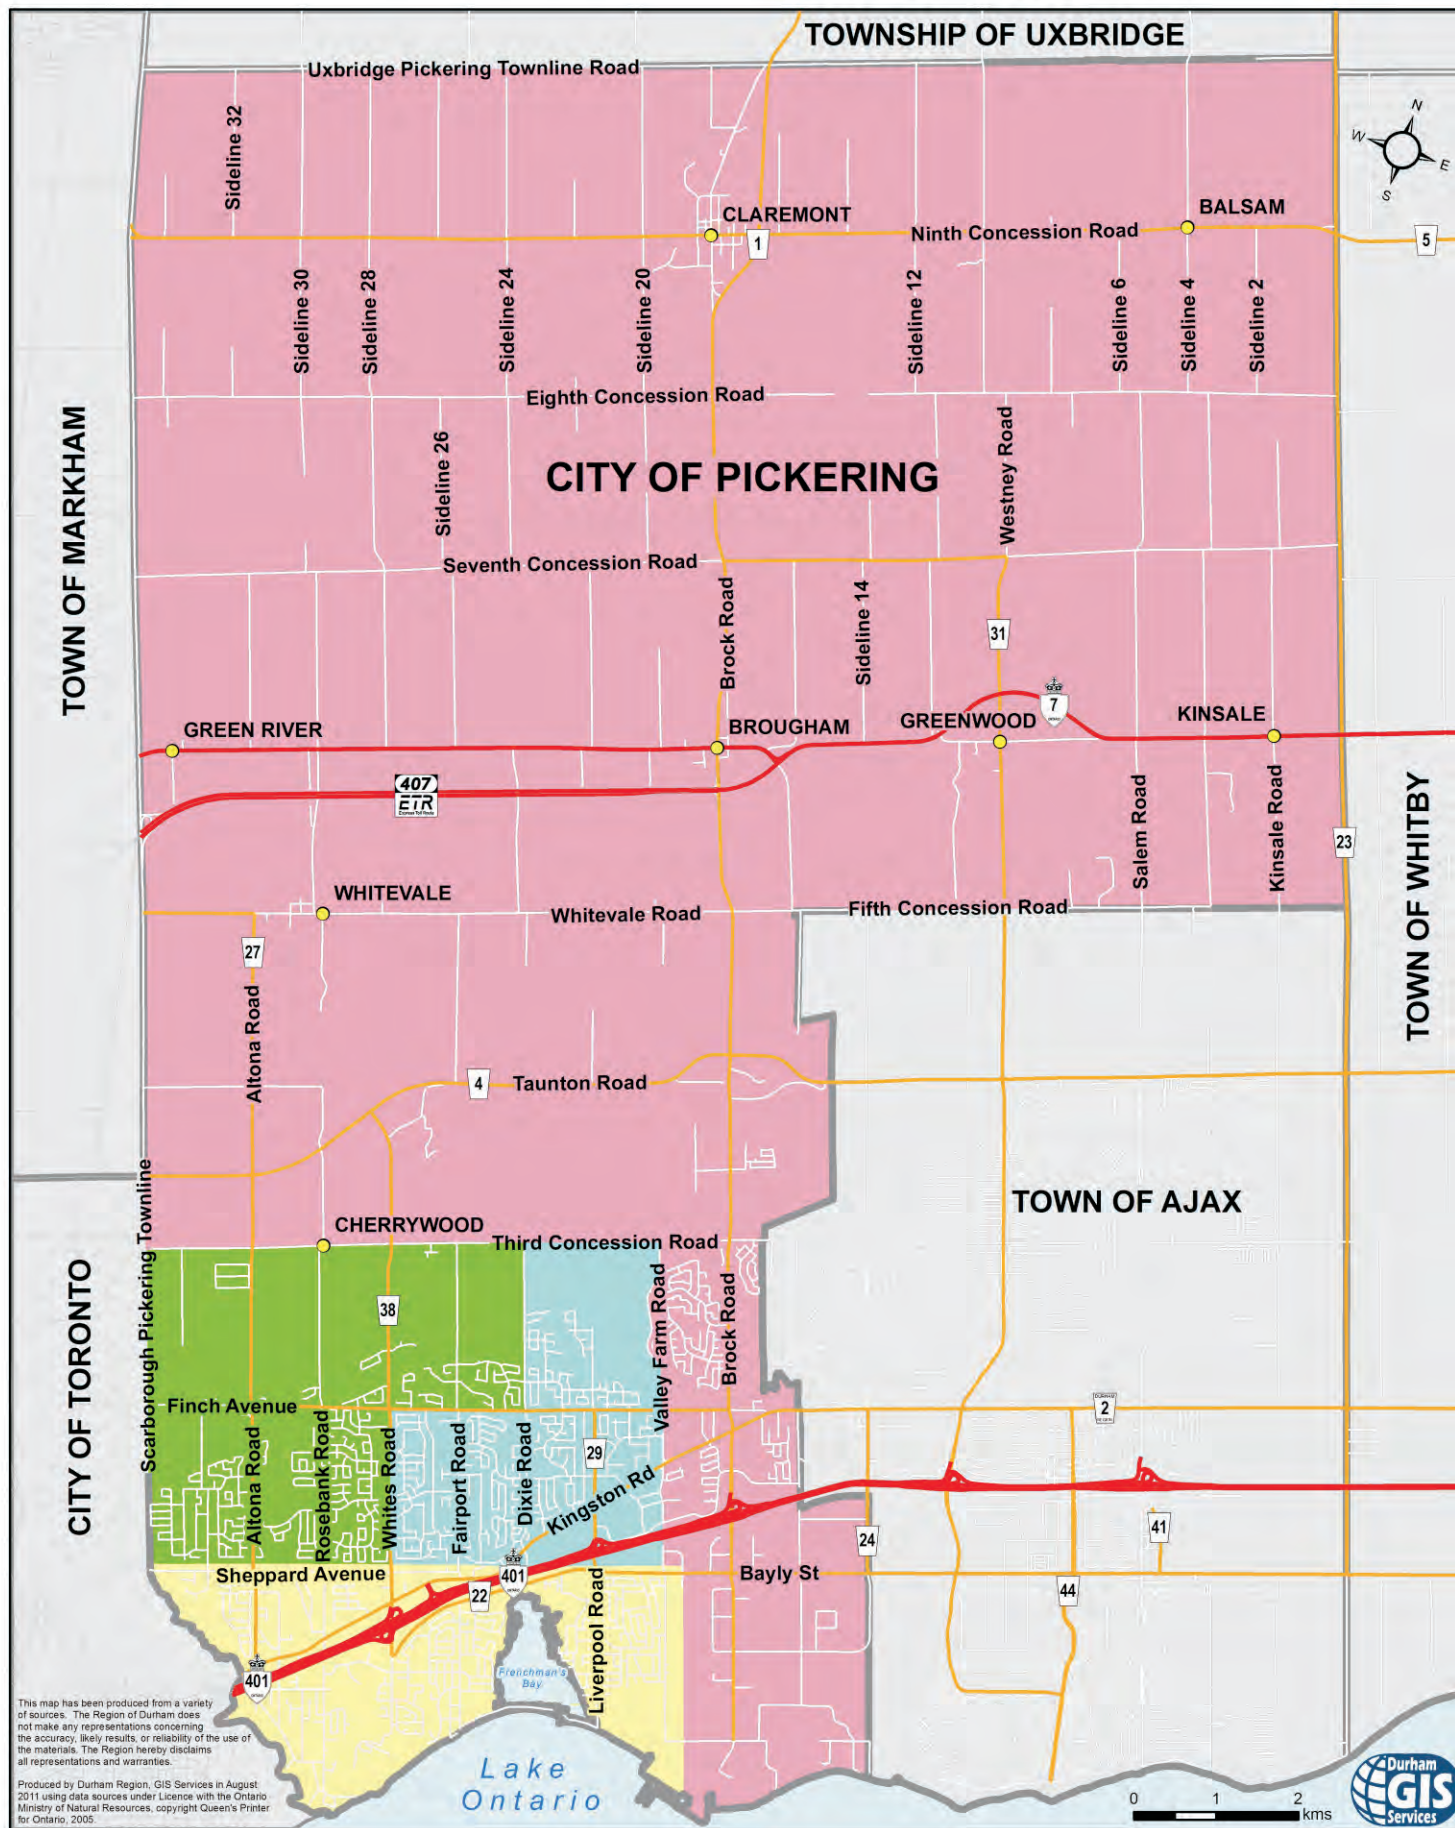 TOWNSHIP OF UXBRIDGE
Uxbridge Pickering Townline Road
Sideline 32
N
W
E
S
CLAREMONT
BALSAM
1
Ninth Concession Road
5
Sideline 30
Sideline 28
Sideline 24
Sideline 20
Sideline 12
Sideline 6
Sideline 4
Sideline 2
Eighth Concession Road
TOWN OF MARKHAM
Sideline 26
CITY OF PICKERING
Westney Road
Seventh Concession Road
Brock Road
Sideline 14
31
7
GREEN RIVER
BROUGHAM
GREENWOOD
KINSALE
407
ETR
Express Toll Route
Salem Road
Kinsale Road
23
TOWN OF WHITBY
WHITEVALE
Whitevale Road
Fifth Concession Road
27
Altona Road
4
Taunton Road
Scarborough Pickering Townline
CHERRYWOOD
Third Concession Road
TOWN OF AJAX
CITY OF TORONTO
38
Valley Farm Road
Brock Road
Finch Avenue
DURHAM
2
Altona Road
Rosebank Road
Whites Road
Fairport Road
Dixie Road
29
Kingston Rd
24
41
Sheppard Avenue
22
401
ONTARIO
Liverpool Road
Bayly St
44
401
ONTARIO
Frenchman's
Bay
This map has been produced from a variety
of sources. The Region of Durham does
not make any representations concerning
the accuracy, likely results, or reliability of the use of
the materials. The Region hereby disclaims
all representations and warranties.
Produced by Durham Region, GIS Services in August
2011 using data sources under Licence with the Ontario
Ministry of Natural Resources, copyright Queen's Printer
for Ontario, 2005.
Lake
Ontario
0 1 2
kms
Durham
GIS
Services